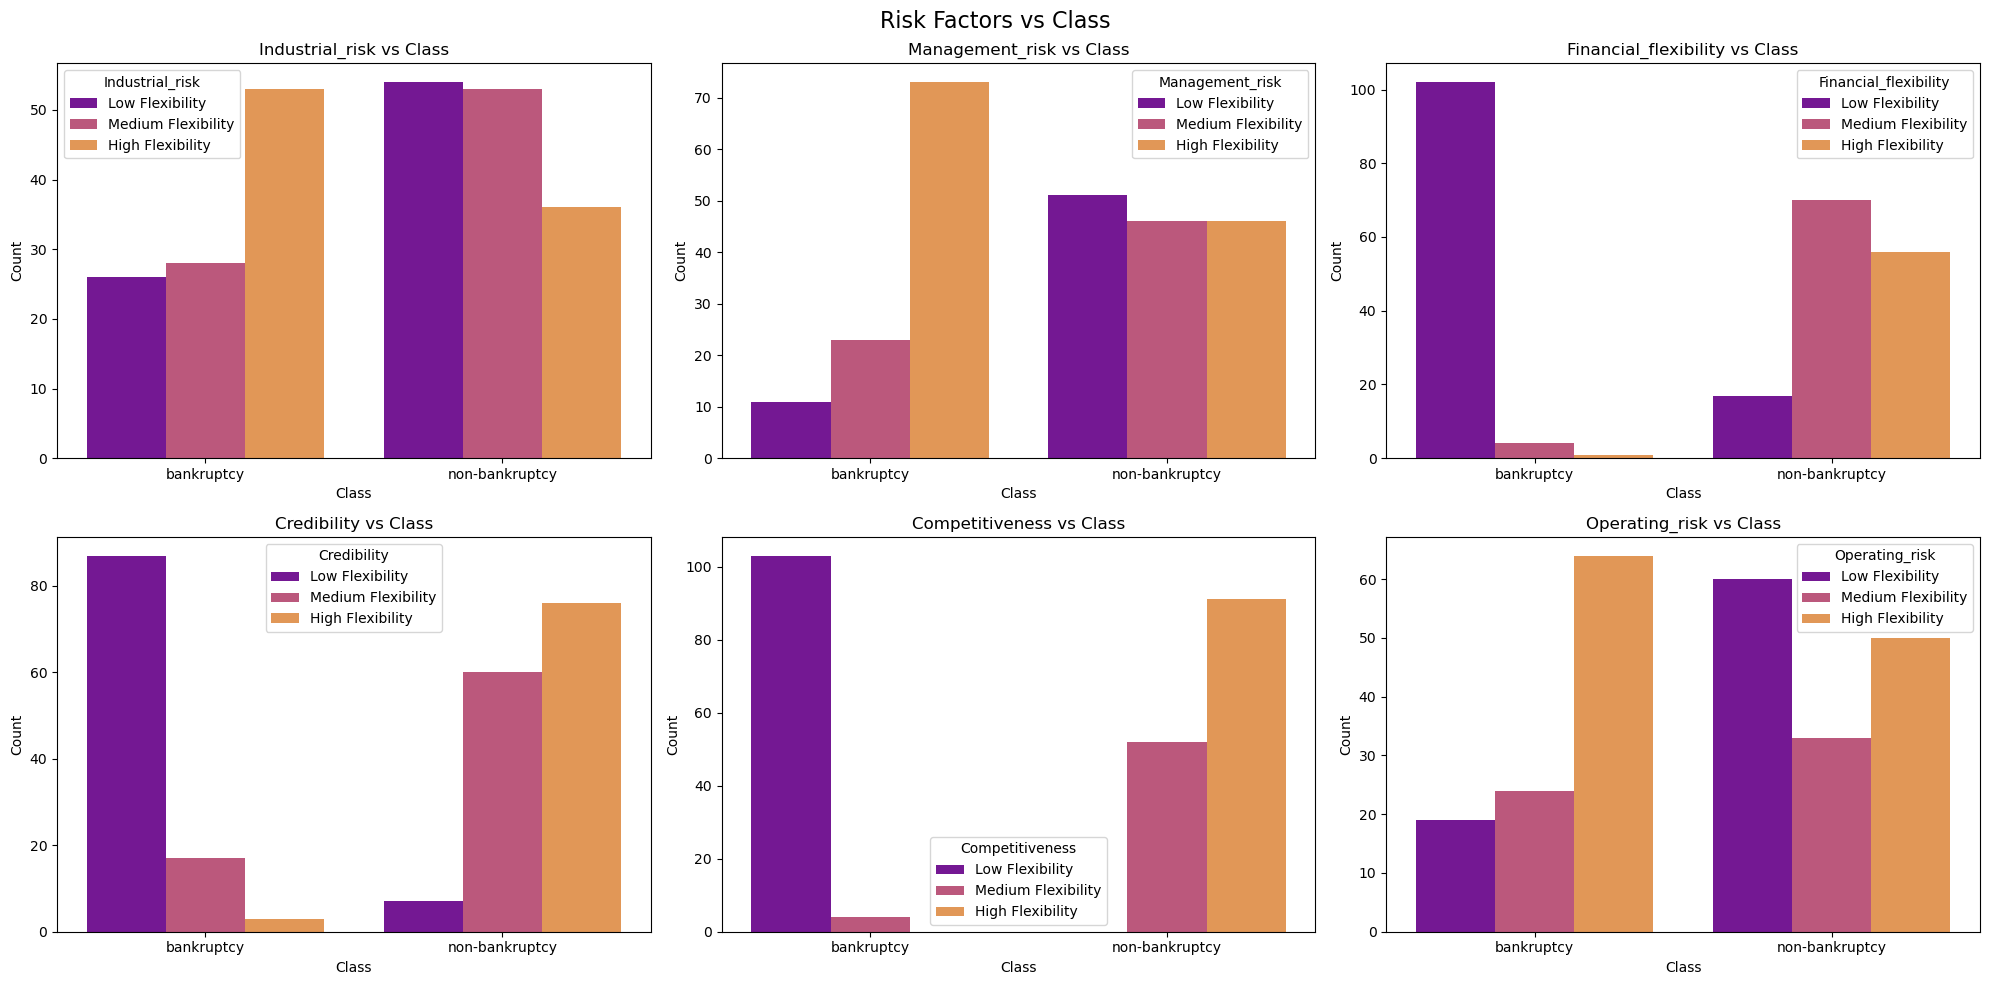 Risk Factors vs Class
Industrial_risk vs Class
Industrial_risk
Low Flexibility
Medium Flexibility
High Flexibility
Count
50
40
30
20
10
0
bankruptcy non-bankruptcy
Class
Management_risk vs Class
Management_risk
Low Flexibility
Medium Flexibility
High Flexibility
Count
70
60
50
40
30
20
10
0
bankruptcy non-bankruptcy
Class
Financial_flexibility vs Class
Financial_flexibility
Low Flexibility
Medium Flexibility
High Flexibility
Count
100
80
60
40
20
0
bankruptcy non-bankruptcy
Class
Credibility vs Class
Credibility
Low Flexibility
Medium Flexibility
High Flexibility
Count
80
60
40
20
0
bankruptcy non-bankruptcy
Class
Competitiveness vs Class
Competitiveness
Low Flexibility
Medium Flexibility
High Flexibility
Count
100
80
60
40
20
0
bankruptcy non-bankruptcy
Class
Operating_risk vs Class
Operating_risk
Low Flexibility
Medium Flexibility
High Flexibility
Count
60
50
40
30
20
10
0
bankruptcy non-bankruptcy
Class